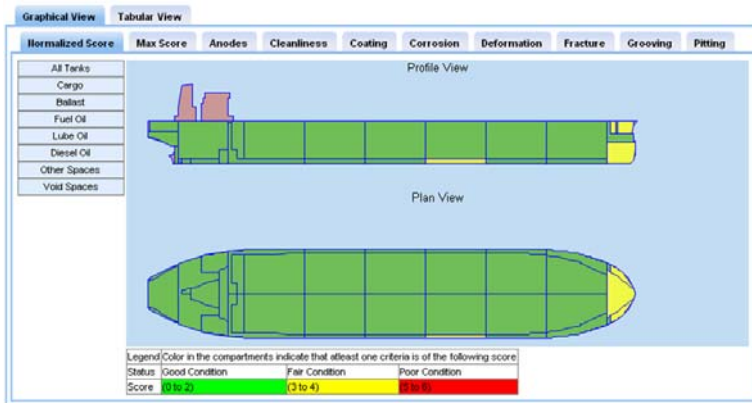 Graphical View Tabular View
Normalized Score Max Score Anodes Cleanliness Coating Corrosion Deformation Fracture Grooving Pitting
All Tanks
Cargo
Ballast
Fuel Oil
Lube Oil
Diesel Oil
Other Spaces
Void Spaces
Profile View
Plan View
Legend Color in the compartments indicate that atleast one criteria is of the following score
Status Good Condition Fair Condition Poor Condition
Score (0 to 2) (3 to 4) (5 to 6)